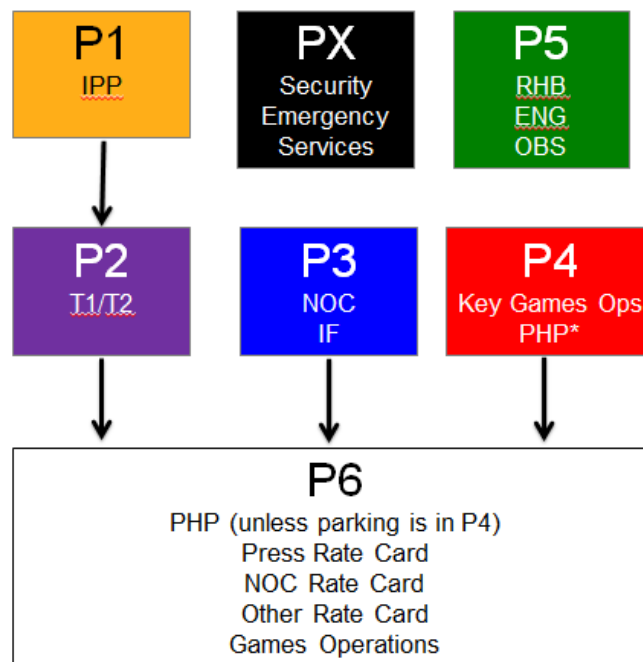 P1
IPP
PX
Security
Emergency
Services
P5
RHB
ENG
OBS
P2
T1/T2
P3
NOC
IF
P4
Key Games Ops
PHP*
P6
PHP (unless parking is in P4)
Press Rate Card
NOC Rate Card
Other Rate Card
Games Operations